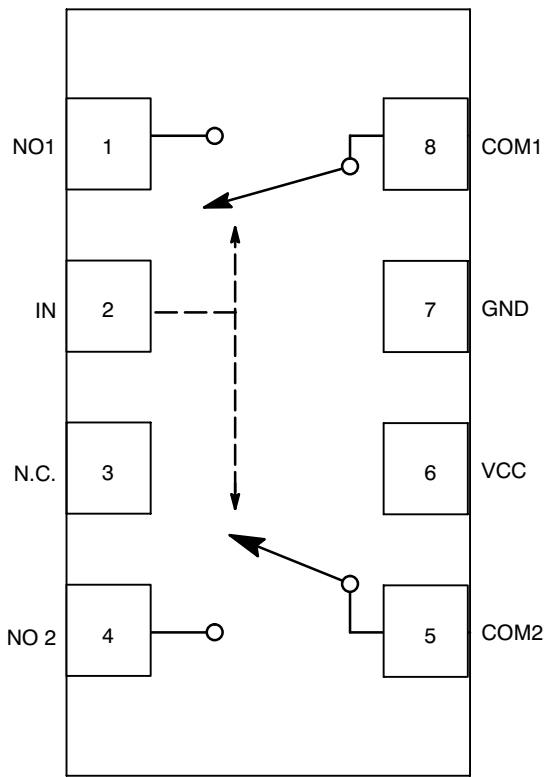 NO1 1 8 COM1
IN 2 7 GND
N.C. 3 6 VCC
NO 2 4 5 COM2